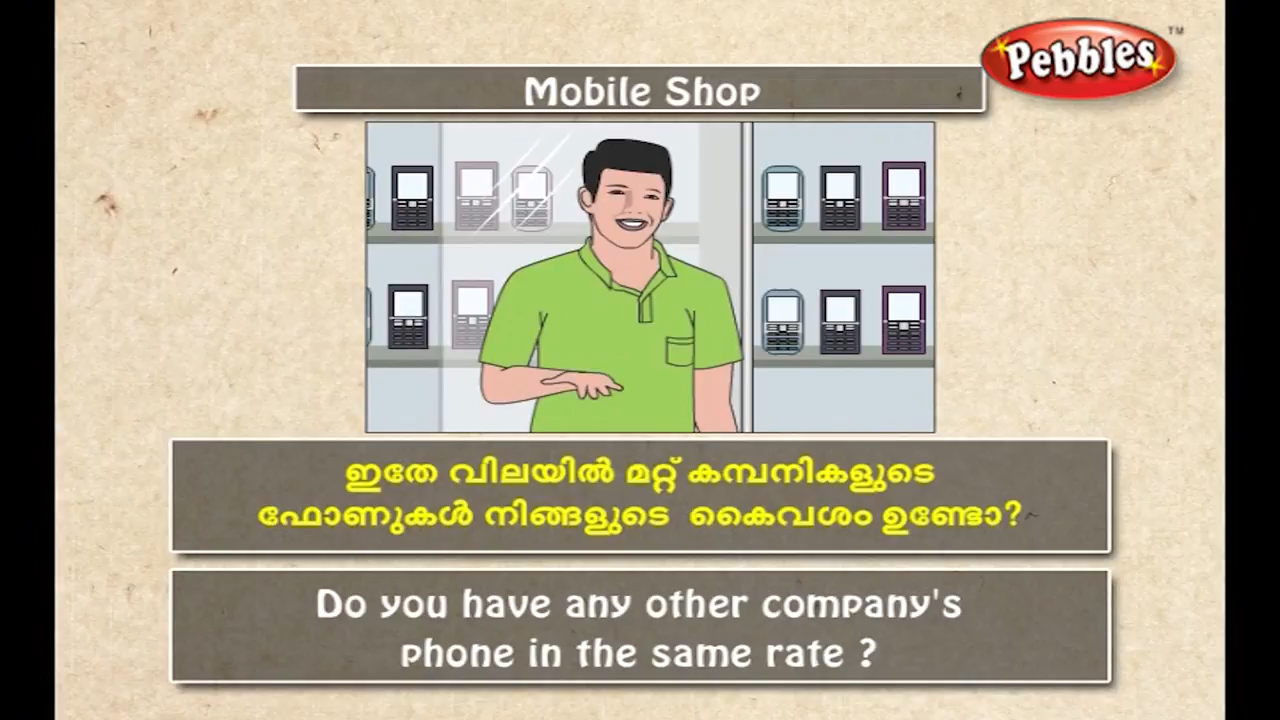 Pebbles™
Mobile Shop
ഇതേ വിലയിൽ മറ്റ് കമ്പനികളുടെ
ഫോണുകൾ നിങ്ങളുടെ കൈവശം ഉണ്ടോ?
Do you have any other company's
phone in the same rate ?